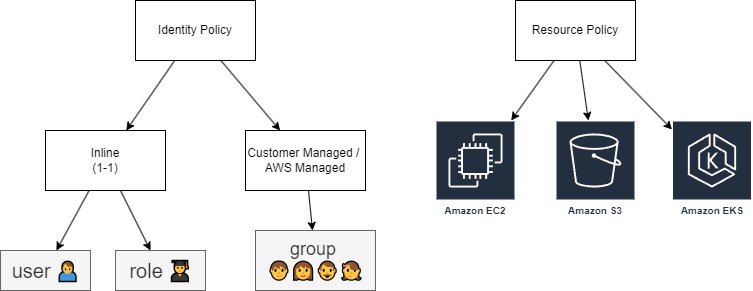 Identity Policy
Resource Policy
Inline
(1-1)
Customer Managed /
AWS Managed
Amazon EC2
Amazon S3
K
Amazon EKS
user
role
group